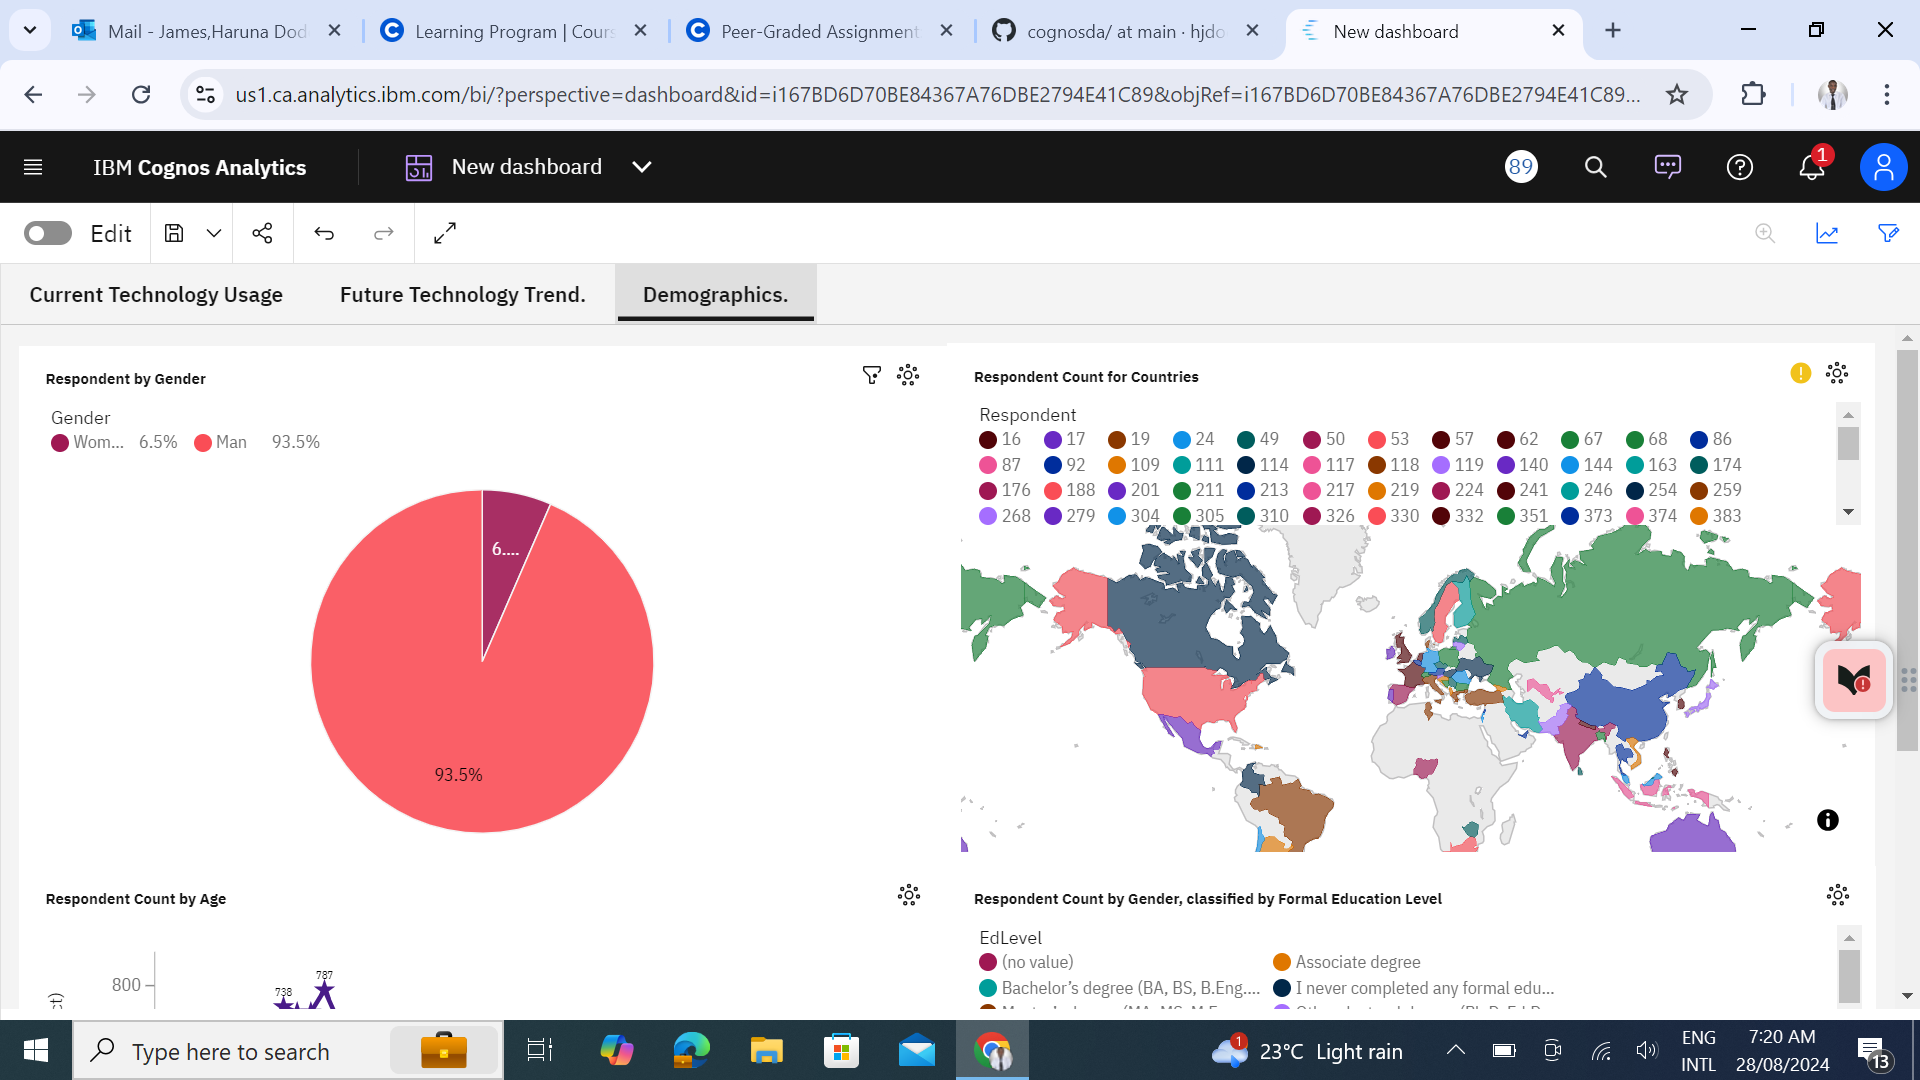 Mail - James,Haruna Dod
Learning Program | Cours
Peer-Graded Assignment
cognosda/ at main · hjdo
New dashboard
us1.ca.analytics.ibm.com/bi/?perspective=dashboard&id=i167BD6D70BE84367A76DBE2794E41C89&objRef=i167BD6D70BE84367A76DBE2794E41C89...
IBM Cognos Analytics
New dashboard
89
1
Edit
Current Technology Usage
Future Technology Trend.
Demographics.
Respondent by Gender
Gender
Wom... 6.5% Man 93.5%
6....
93.5%
Respondent Count for Countries
Respondent
16 17 19 24 49 50 53 57 62 67 68 86
87 92 109 111 114 117 118 119 140 144 163 174
176 188 201 211 213 217 219 224 241 246 254 259
268 279 304 305 310 326 330 332 351 373 374 383
Respondent Count by Age
800
738
787
Respondent Count by Gender, classified by Formal Education Level
EdLevel
(no value) Associate degree
Bachelor's degree (BA, BS, B.Eng.... I never completed any formal edu...
Type here to search
1
23°C Light rain
ENG
INTL
7:20 AM
28/08/2024
13